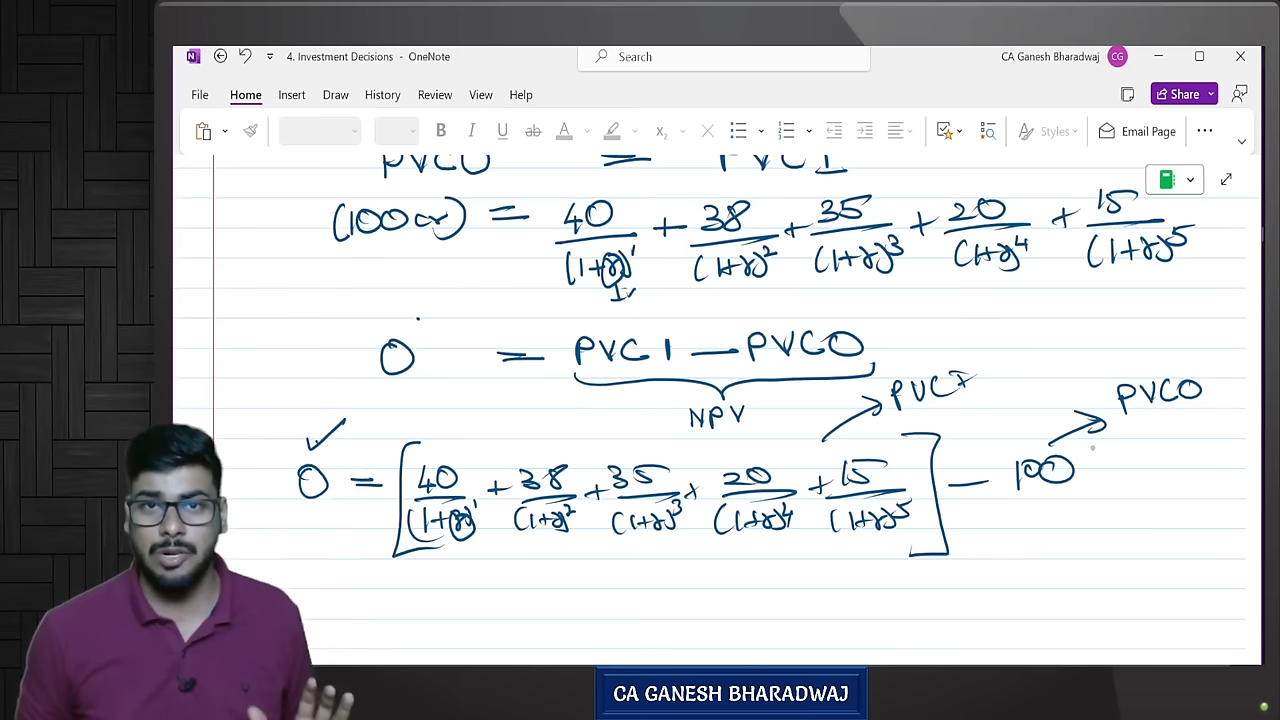 4. Investment Decisions - OneNote
Search
CA Ganesh Bharadwaj CG
File Home Insert Draw History Review View Help
Share
B I U ab A x₂ Styles Email Page
PVCO = PVCI
(100cr) = 40/(1+r)^1 + 38/(1+r)^2 + 35/(1+r)^3 + 20/(1+r)^4 + 15/(1+r)^5
0 = PVCI - PVCO
NPV
PVCI
PVCO
0 = [40/(1+r)^1 + 38/(1+r)^2 + 35/(1+r)^3 + 20/(1+r)^4 + 15/(1+r)^5] - 100
CA GANESH BHARADWAJ